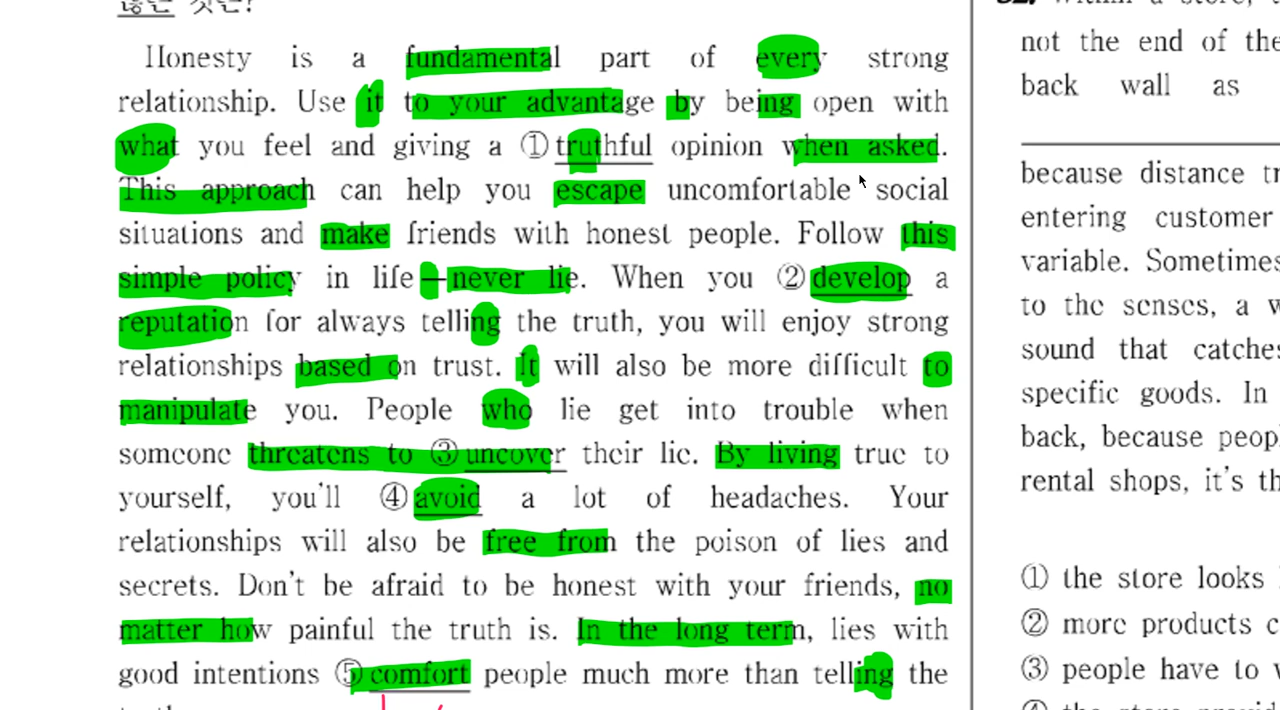 않는 것은?
Honesty is a fundamental part of every strong
relationship. Use it to your advantage by being open with
what you feel and giving a ① truthful opinion when asked.
This approach can help you escape uncomfortable social
situations and make friends with honest people. Follow this
simple policy in life—never lie. When you ② develop a
reputation for always telling the truth, you will enjoy strong
relationships based on trust. It will also be more difficult to
manipulate you. People who lie get into trouble when
someone threatens to ③ uncover their lie. By living true to
yourself, you'll ④ avoid a lot of headaches. Your
relationships will also be free from the poison of lies and
secrets. Don't be afraid to be honest with your friends, no
matter how painful the truth is. In the long term, lies with
good intentions ⑤ comfort people much more than telling the
not the end of the
back wall as
because distance
entering customer
variable. Sometimes
to the senses, a
sound that catches
specific goods. In
back, because
rental shops, it's
① the store looks
② more products
③ people have to